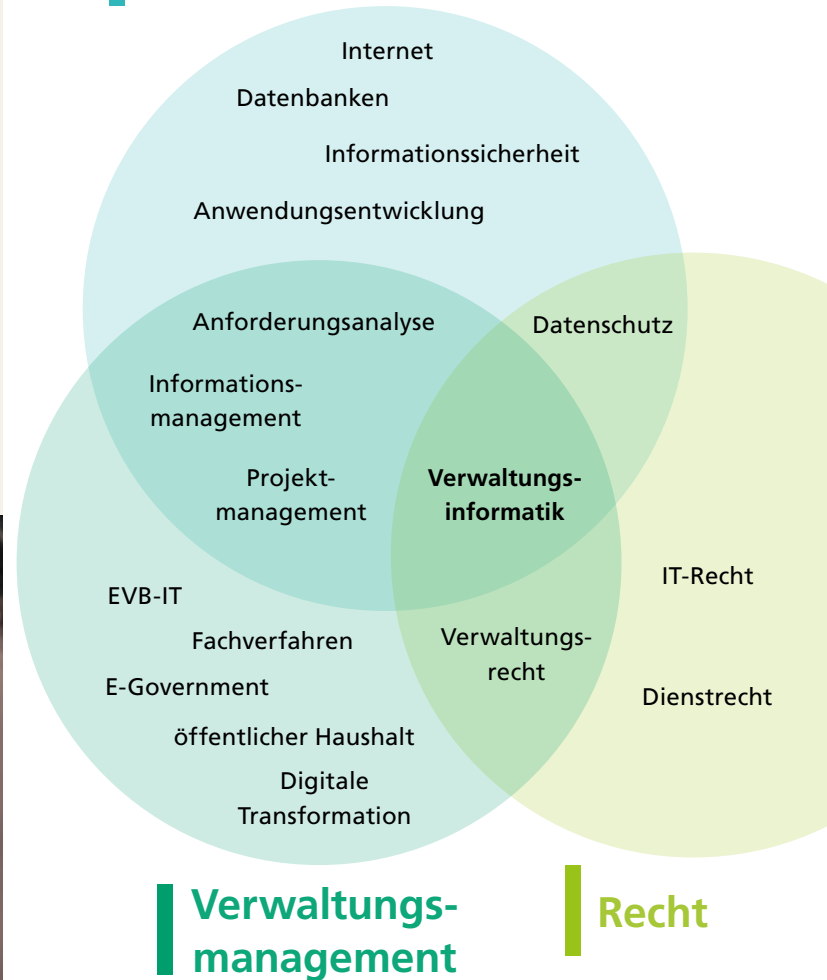 Internet
Datenbanken
Informationssicherheit
Anwendungsentwicklung
Anforderungsanalyse
Datenschutz
Informations-
management
Projekt-
management
Verwaltungs-
informatik
IT-Recht
EVB-IT
Fachverfahren
Verwaltungs-
recht
E-Government
Dienstrecht
öffentlicher Haushalt
Digitale
Transformation
Verwaltungs-
management
Recht